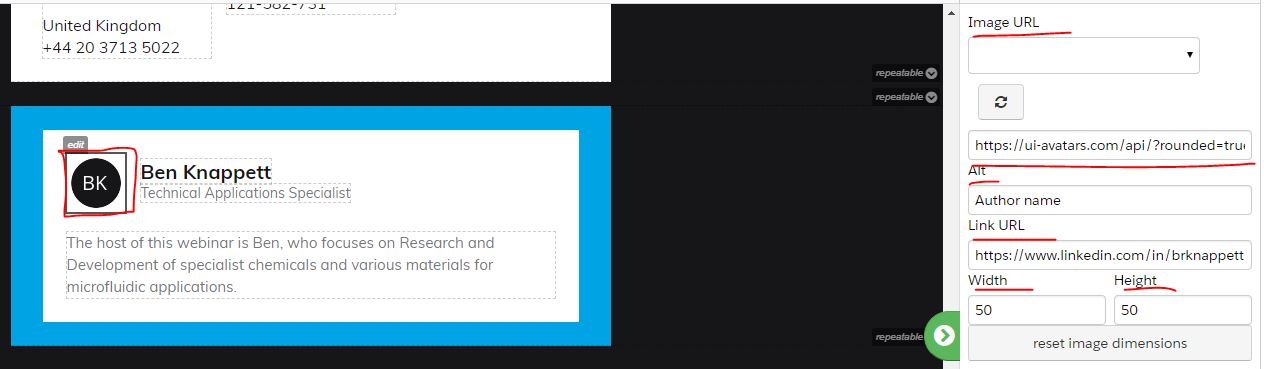 121-582-731
United Kingdom
+44 20 3713 5022
repeatable
repeatable
edit
BK
Ben Knappett
Technical Applications Specialist
The host of this webinar is Ben, who focuses on Research and
Development of specialist chemicals and various materials for
microfluidic applications.
repeatable
Image URL
https://ui-avatars.com/api/?rounded=true
Alt
Author name
Link URL
https://www.linkedin.com/in/brknappett
Width Height
50 50
reset image dimensions